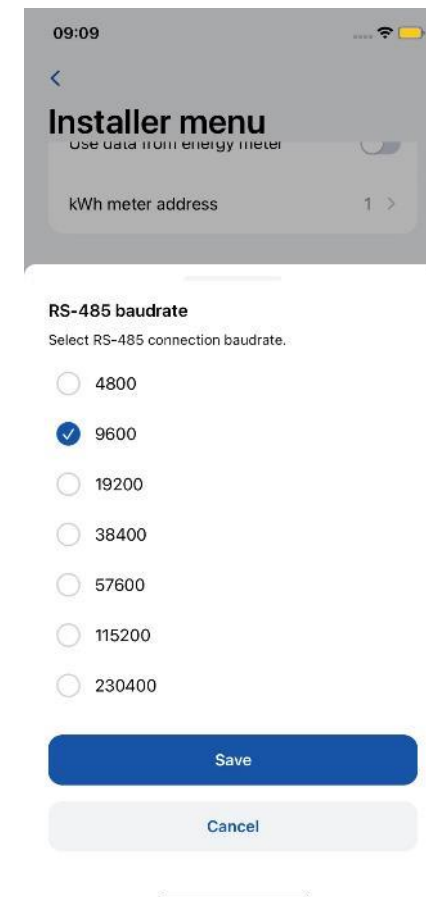 09:09
Installer menu
Use data from energy meter
kWh meter address 1
RS-485 baudrate
Select RS-485 connection baudrate.
4800
9600
19200
38400
57600
115200
230400
Save
Cancel